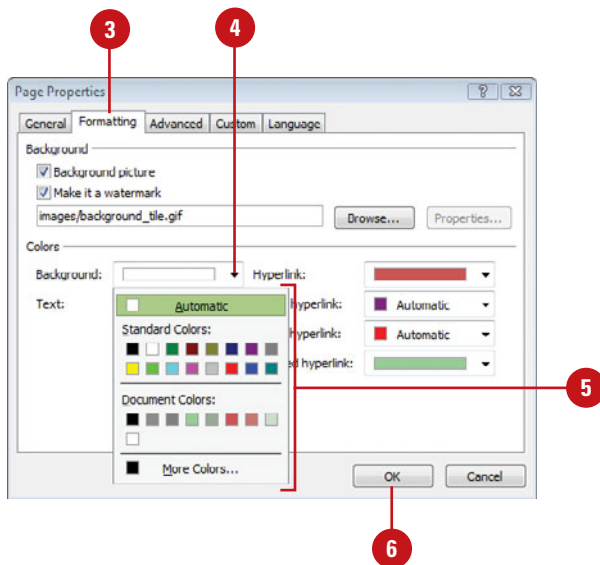 3
4
Page Properties
General Formatting Advanced Custom Language
Background
Background picture
Make it a watermark
images/background_tile.gif Browse... Properties...
Colors
Background: Hyperlink:
Text: hyperlink: Automatic
Automatic
Standard Colors:
hyperlink: Automatic
ed hyperlink:
5
Document Colors:
More Colors...
OK Cancel
6